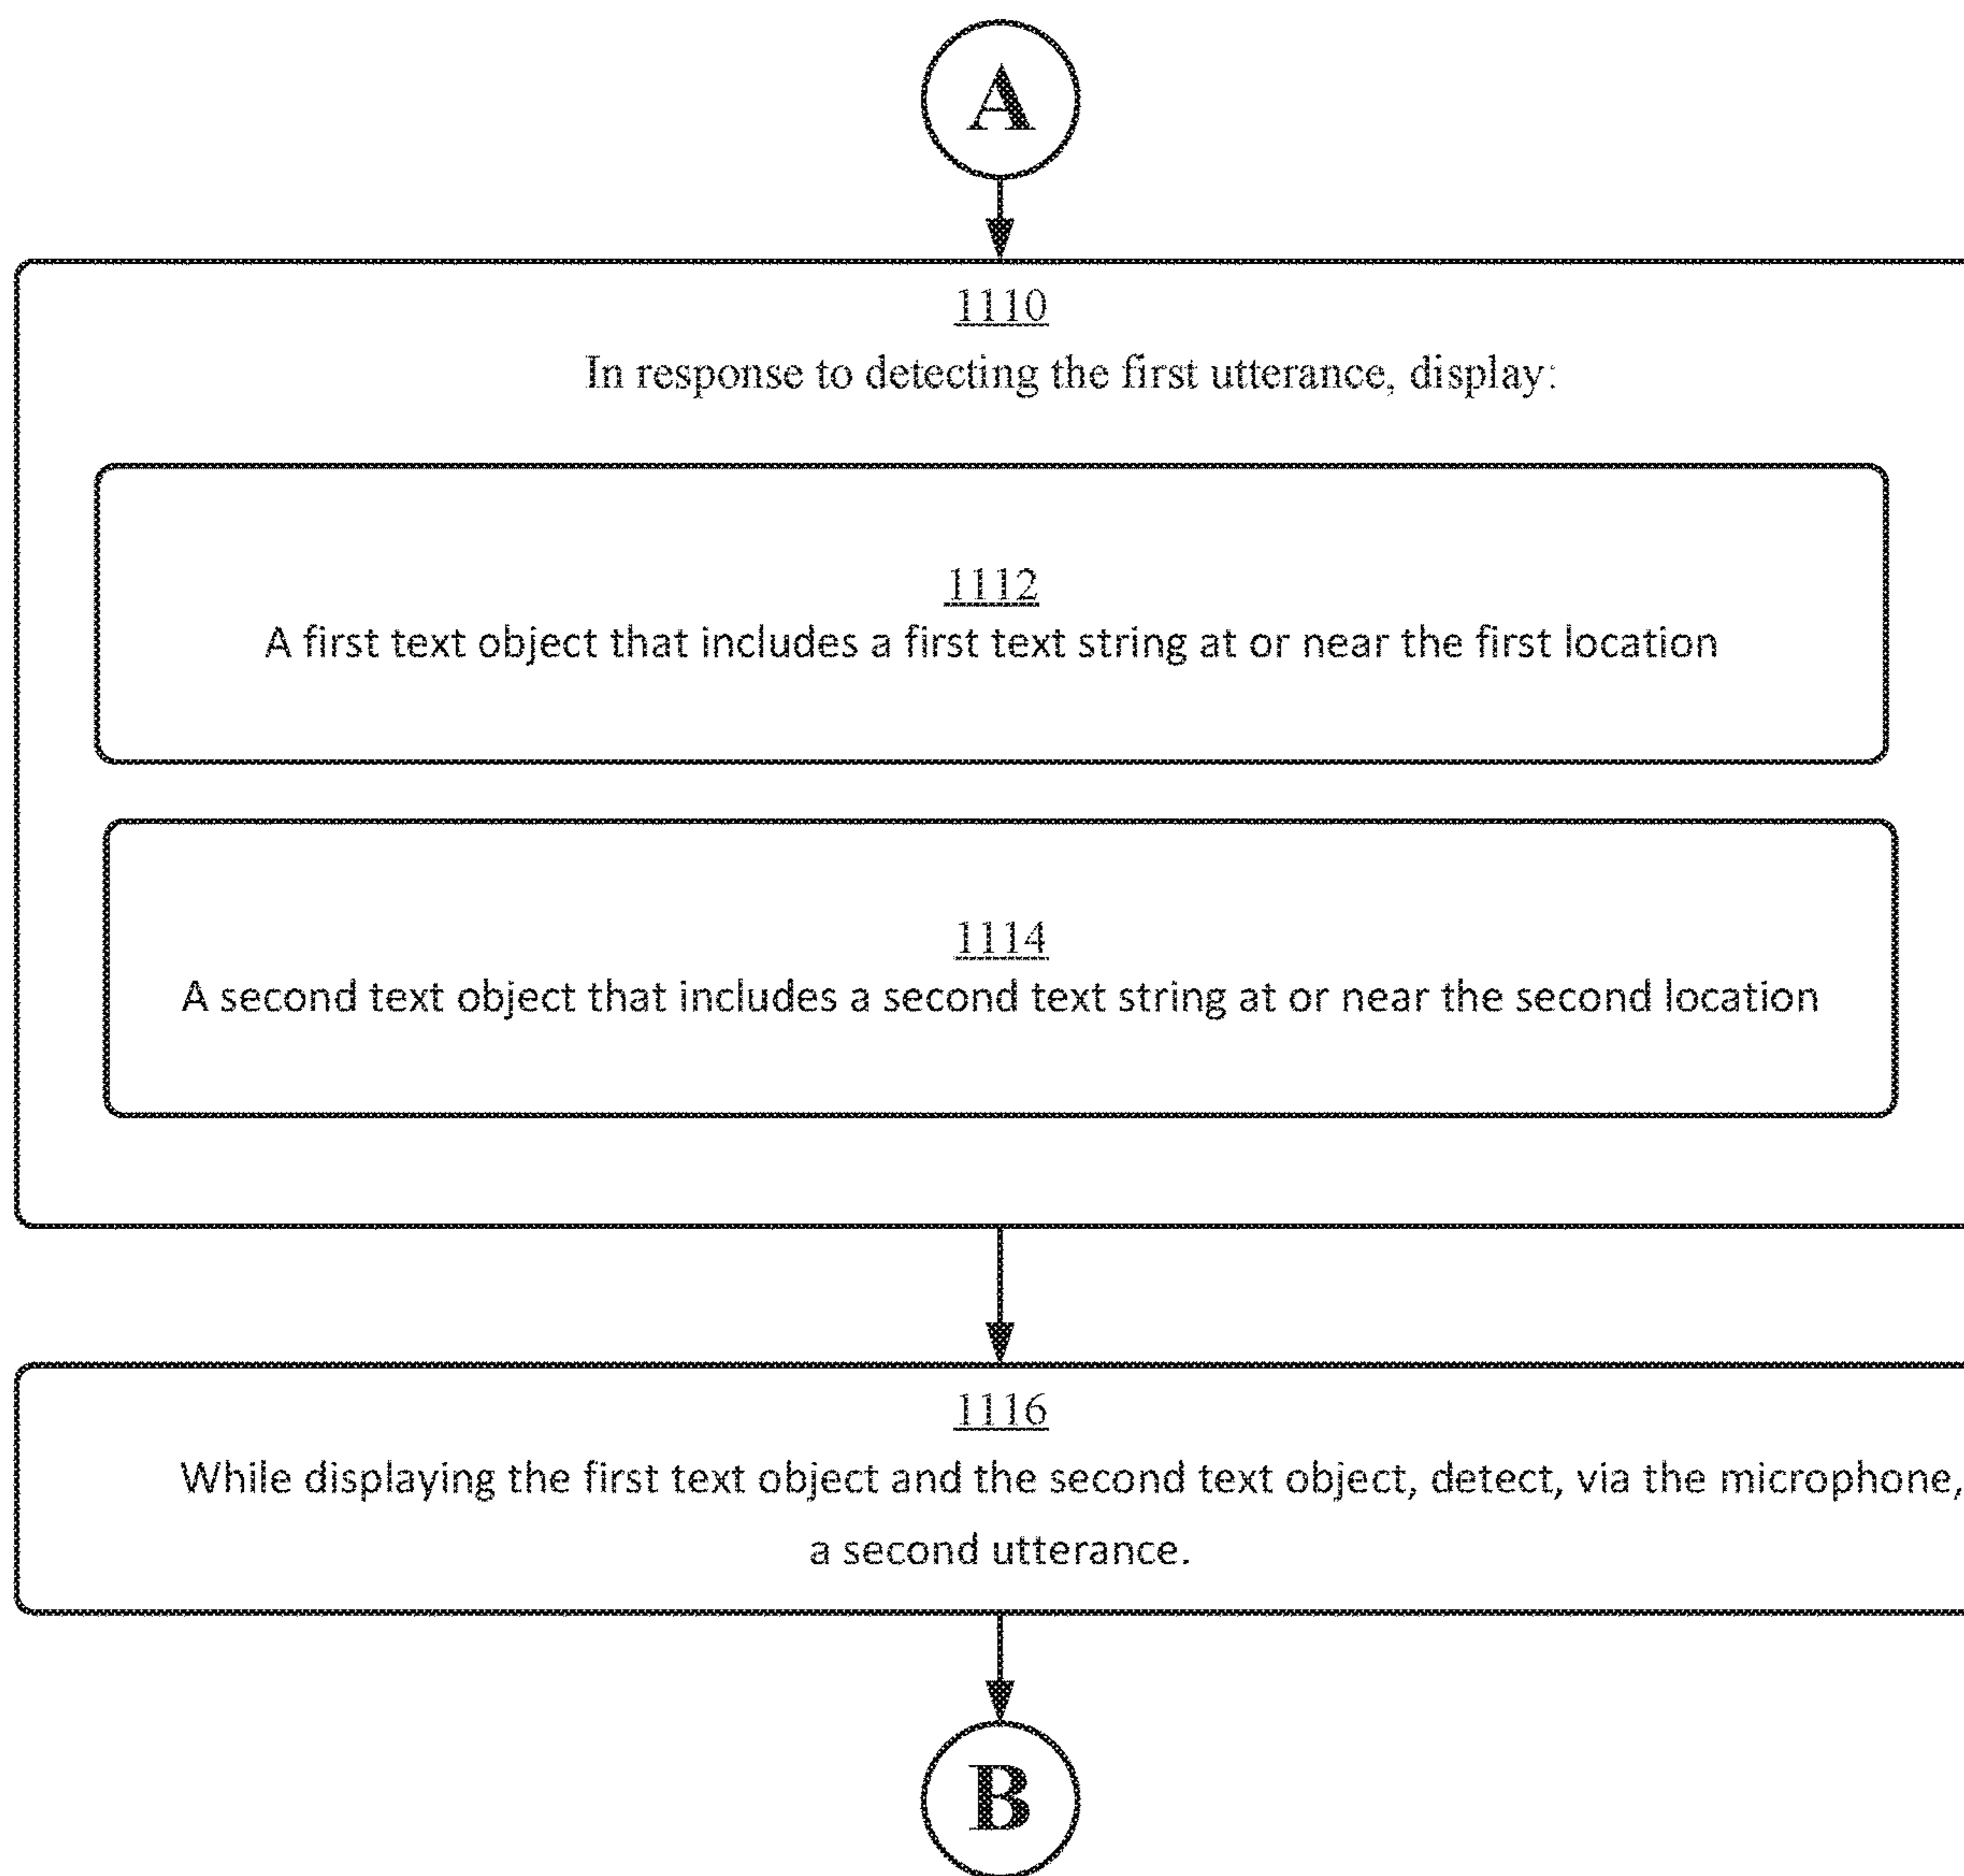 A
1110
In response to detecting the first utterance, display:
1112
A first text object that includes a first text string at or near the first location
1114
A second text object that includes a second text string at or near the second location
1116
While displaying the first text object and the second text object, detect, via the microphone,
a second utterance.
B